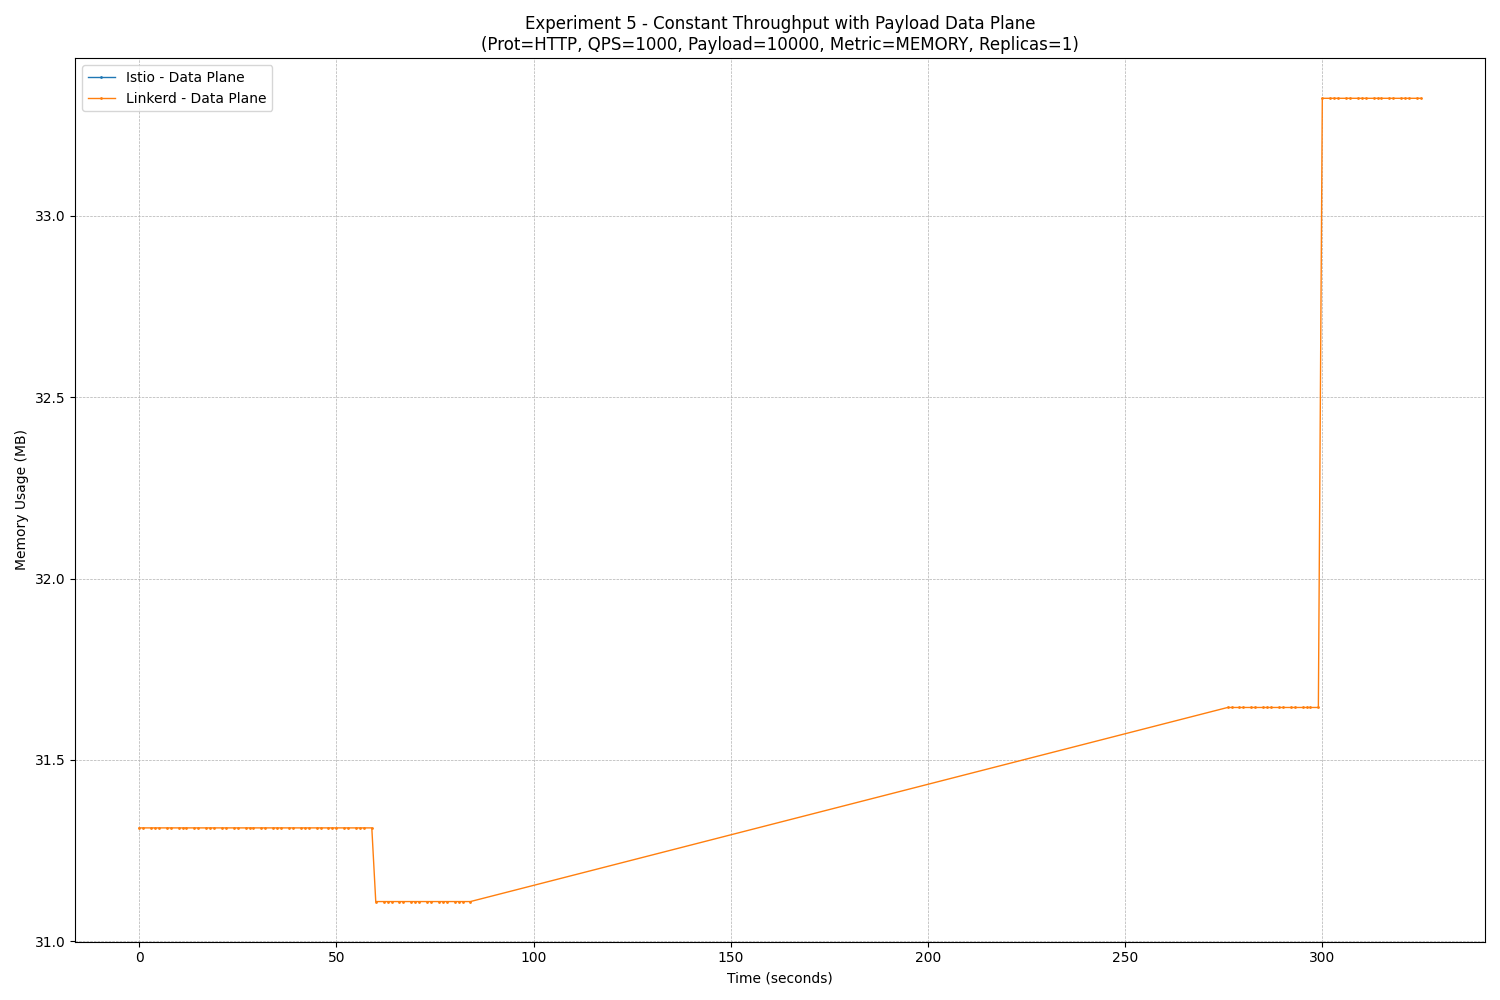 Experiment 5 - Constant Throughput with Payload Data Plane
(Prot=HTTP, QPS=1000, Payload=10000, Metric=MEMORY, Replicas=1)
Istio - Data Plane
Linkerd - Data Plane
33.0
32.5
32.0
31.5
31.0
Memory Usage (MB)
0
50
100
150
200
250
300
Time (seconds)